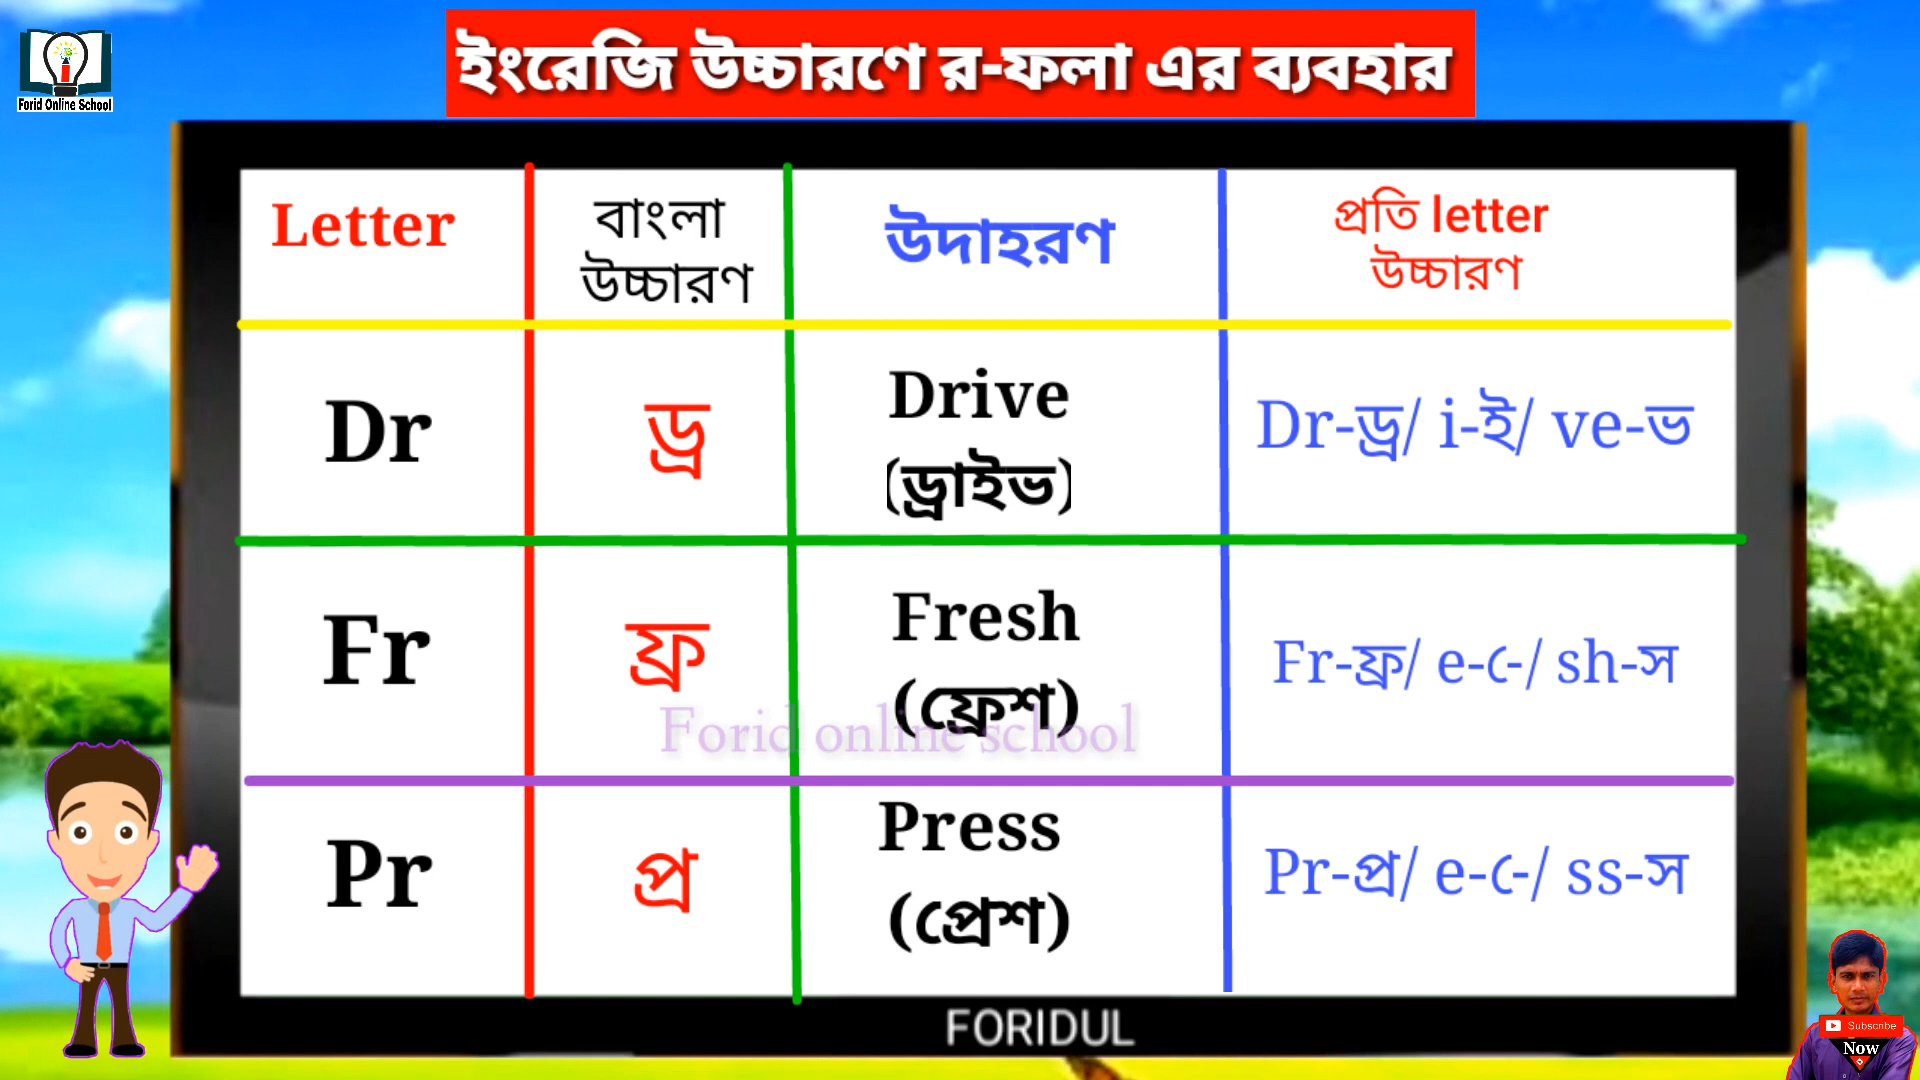 ইংরেজি উচ্চারণে র-ফলা এর ব্যবহার
Forid Online School
Letter
বাংলা
উচ্চারণ
উদাহরণ
প্রতি letter
উচ্চারণ
Dr
ড্র
Drive
(ড্রাইভ)
Dr-ড্র/ i-ই/ ve-ভ
Fr
ফ্র
Fresh
(ফ্রেশ)
Fr-ফ্র/ e-ে-/ sh-স
Forid online school
Pr
প্র
Press
(প্রেশ)
Pr-প্র/ e-ে-/ ss-স
FORIDUL
Subscribe
Now